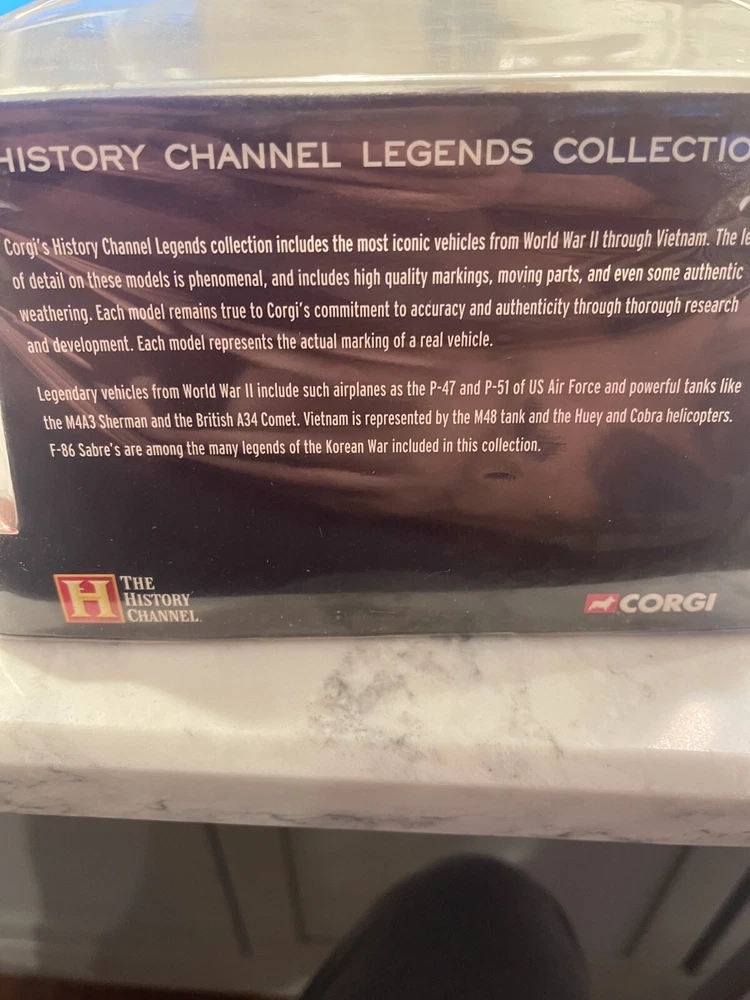 HISTORY CHANNEL LEGENDS COLLECTIO
Corgi's History Channel Legends collection includes the most iconic vehicles from World War II through Vietnam. The le
of detail on these models is phenomenal, and includes high quality markings, moving parts, and even some authentic
weathering. Each model remains true to Corgi's commitment to accuracy and authenticity through thorough research
and development. Each model represents the actual marking of a real vehicle.
Legendary vehicles from World War II include such airplanes as the P-47 and P-51 of US Air Force and powerful tanks like
the M4A3 Sherman and the British A34 Comet. Vietnam is represented by the M48 tank and the Huey and Cobra helicopters.
F-86 Sabre's are among the many legends of the Korean War included in this collection.
H THE
HISTORY
CHANNEL
CORGI